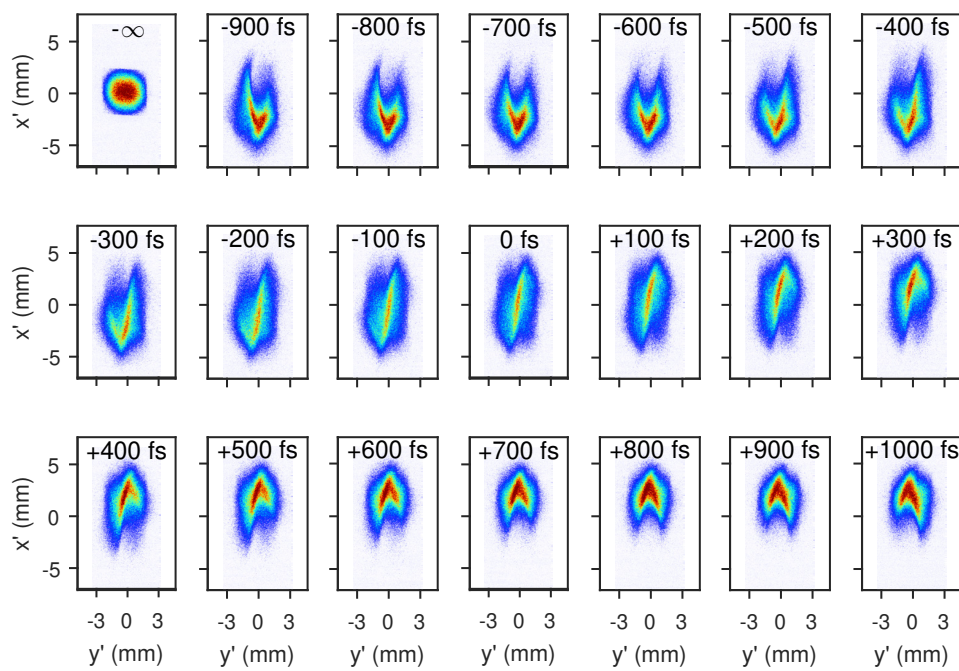 -∞ -900 fs -800 fs -700 fs -600 fs -500 fs -400 fs
5
0
-5
x' (mm)
-300 fs -200 fs -100 fs 0 fs +100 fs +200 fs +300 fs
5
0
-5
x' (mm)
+400 fs +500 fs +600 fs +700 fs +800 fs +900 fs +1000 fs
5
0
-5
x' (mm)
-3 0 3 -3 0 3 -3 0 3 -3 0 3 -3 0 3 -3 0 3 -3 0 3
y' (mm) y' (mm) y' (mm) y' (mm) y' (mm) y' (mm) y' (mm)